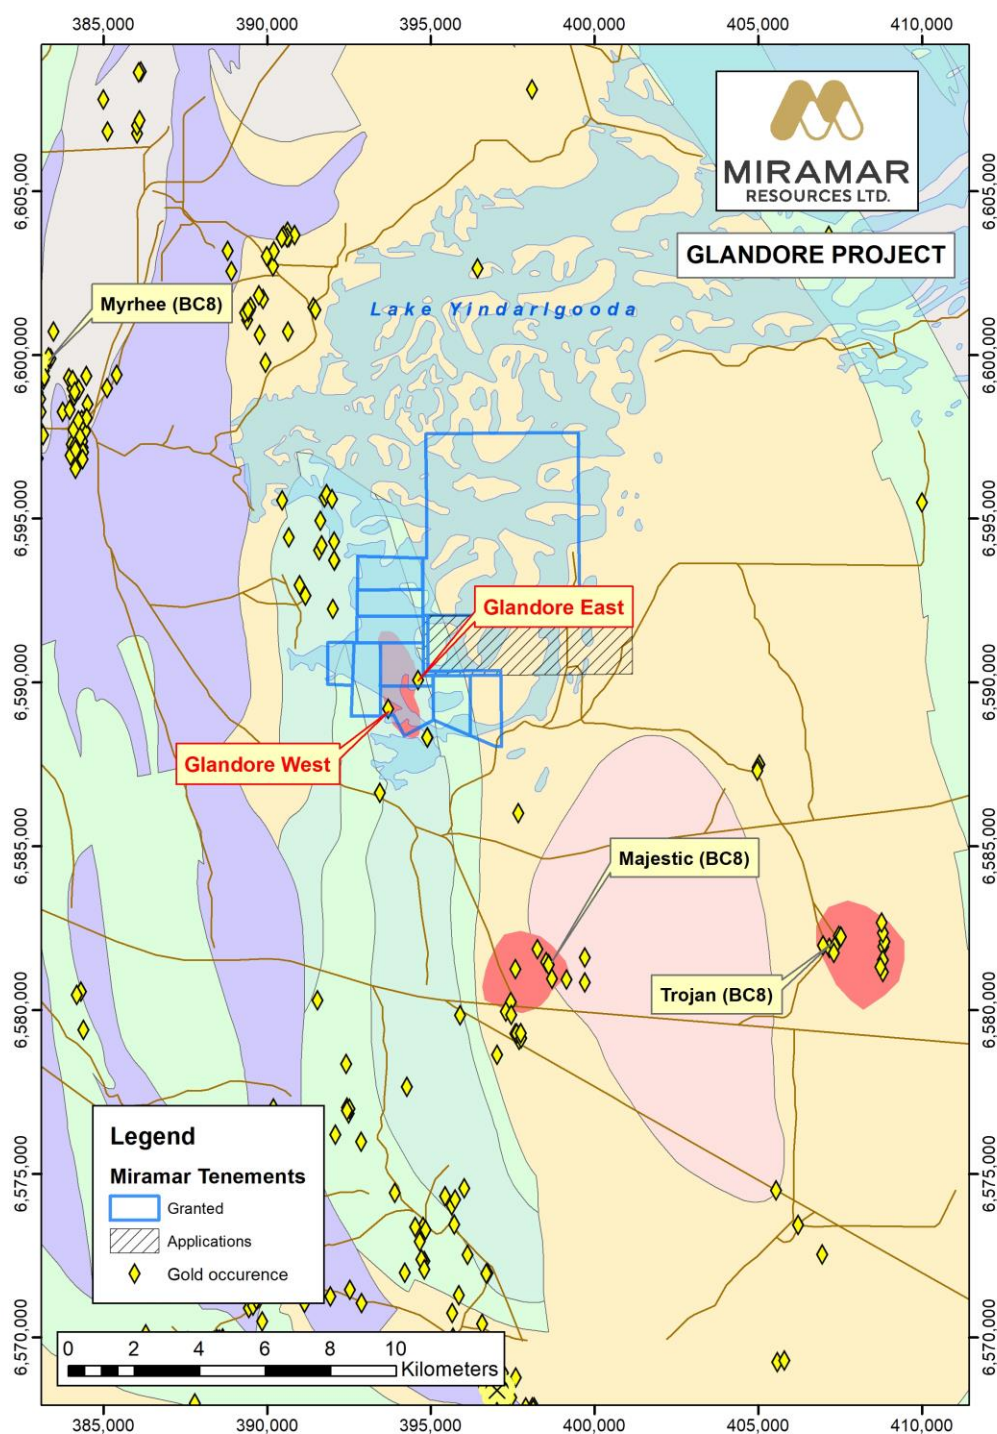 385,000
390,000
395,000
400,000
405,000
410,000
MIRAMAR
RESOURCES LTD.
GLANDORE PROJECT
6,605,000
6,605,000
Lake Yindarlgooda
Myrhee (BC8)
6,600,000
6,600,000
6,595,000
6,595,000
Glandore East
6,590,000
6,590,000
Glandore West
6,585,000
6,585,000
Majestic (BC8)
Trojan (BC8)
6,580,000
6,580,000
Legend
Miramar Tenements
Granted
Applications
Gold occurence
6,575,000
6,575,000
6,570,000
6,570,000
0 2 4 6 8 10
Kilometers
385,000
390,000
395,000
400,000
405,000
410,000